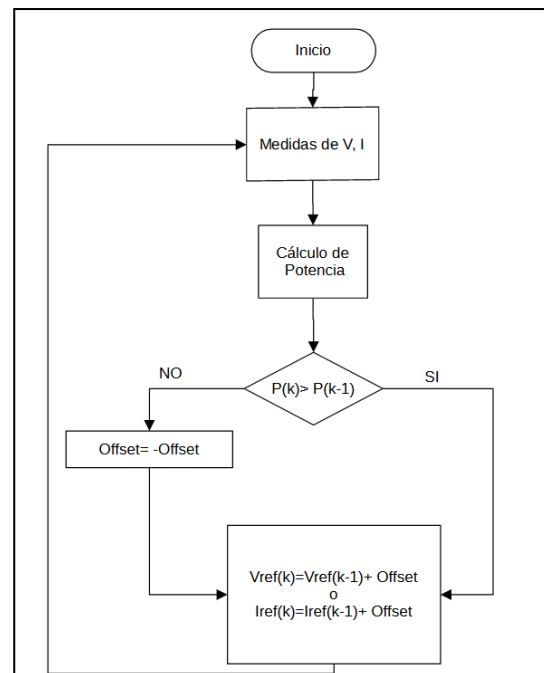 Inicio
Medidas de V, I
Cálculo de
Potencia
P(k)> P(k-1)
NO
SI
Offset= -Offset
Vref(k)=Vref(k-1)+ Offset
o
Iref(k)=Iref(k-1)+ Offset